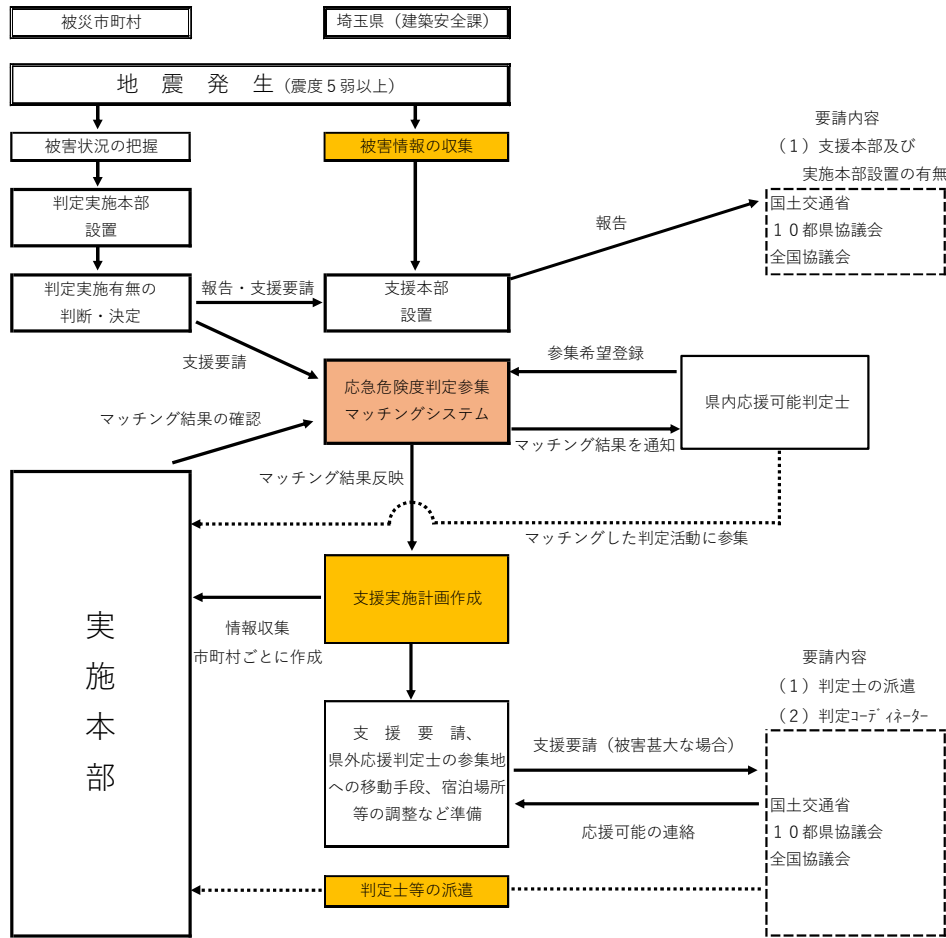 被災市町村
埼玉県（建築安全課）
地　震　発　生（震度５弱以上）
被害状況の把握
被害情報の収集
要請内容
（1）支援本部及び
実施本部設置の有無
判定実施本部
設置
国土交通省
１０都県協議会
全国協議会
報告
判定実施有無の
判断・決定
報告・支援要請
支援本部
設置
支援要請
参集希望登録
応急危険度判定参集
マッチングシステム
県内応援可能判定士
マッチング結果の確認
マッチング結果を通知
マッチング結果反映
マッチングした判定活動に参集
支援実施計画作成
情報収集
市町村ごとに作成
実
施
本
部
要請内容
（1）判定士の派遣
（2）判定ｺｰﾃﾞｨﾈｰﾀｰ
支　援　要　請、
県外応援判定士の参集地
への移動手段、宿泊場所
等の調整など準備
支援要請（被害甚大な場合）
応援可能の連絡
国土交通省
１０都県協議会
全国協議会
判定士等の派遣